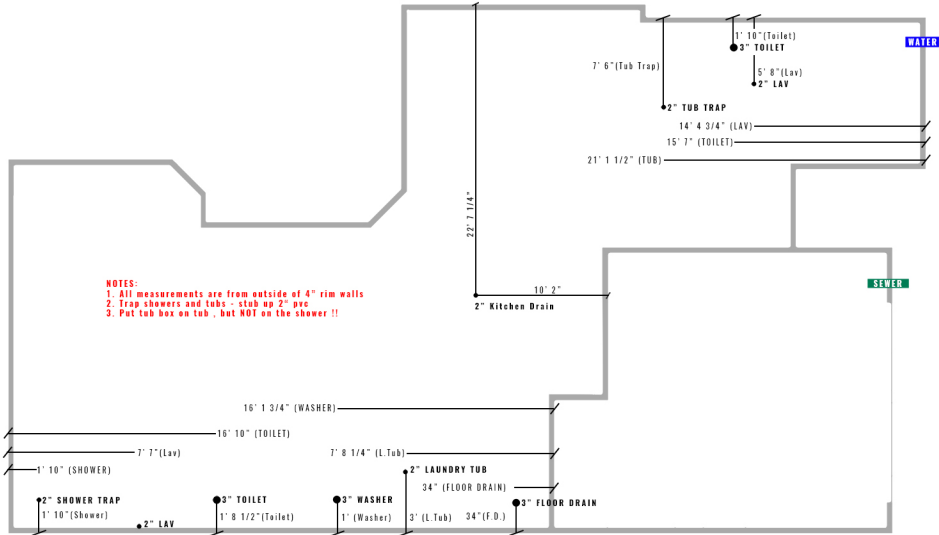 1' 10"(Toilet)
WATER
3" TOILET
7' 6"(Tub Trap)
5' 8"(Lav)
2" LAV
2" TUB TRAP
14' 4 3/4" (LAV)
15' 7" (TOILET)
21' 1 1/2" (TUB)
22' 7 1/4"
NOTES:
1. All measurements are from outside of 4" rim walls
2. Trap showers and tubs - stub up 2" pvc
3. Put tub box on tub , but NOT on the shower !!
SEWER
10' 2"
2" Kitchen Drain
16' 1 3/4" (WASHER)
16' 10" (TOILET)
7' 7"(Lav)
7' 8 1/4" (L.Tub)
1' 10" (SHOWER)
2" LAUNDRY TUB
34" (FLOOR DRAIN)
2" SHOWER TRAP
3" TOILET
3" WASHER
3" FLOOR DRAIN
1' 10"(Shower)
1' 8 1/2"(Toilet)
1' (Washer)
3' (L.Tub)
34"(F.D.)
2" LAV